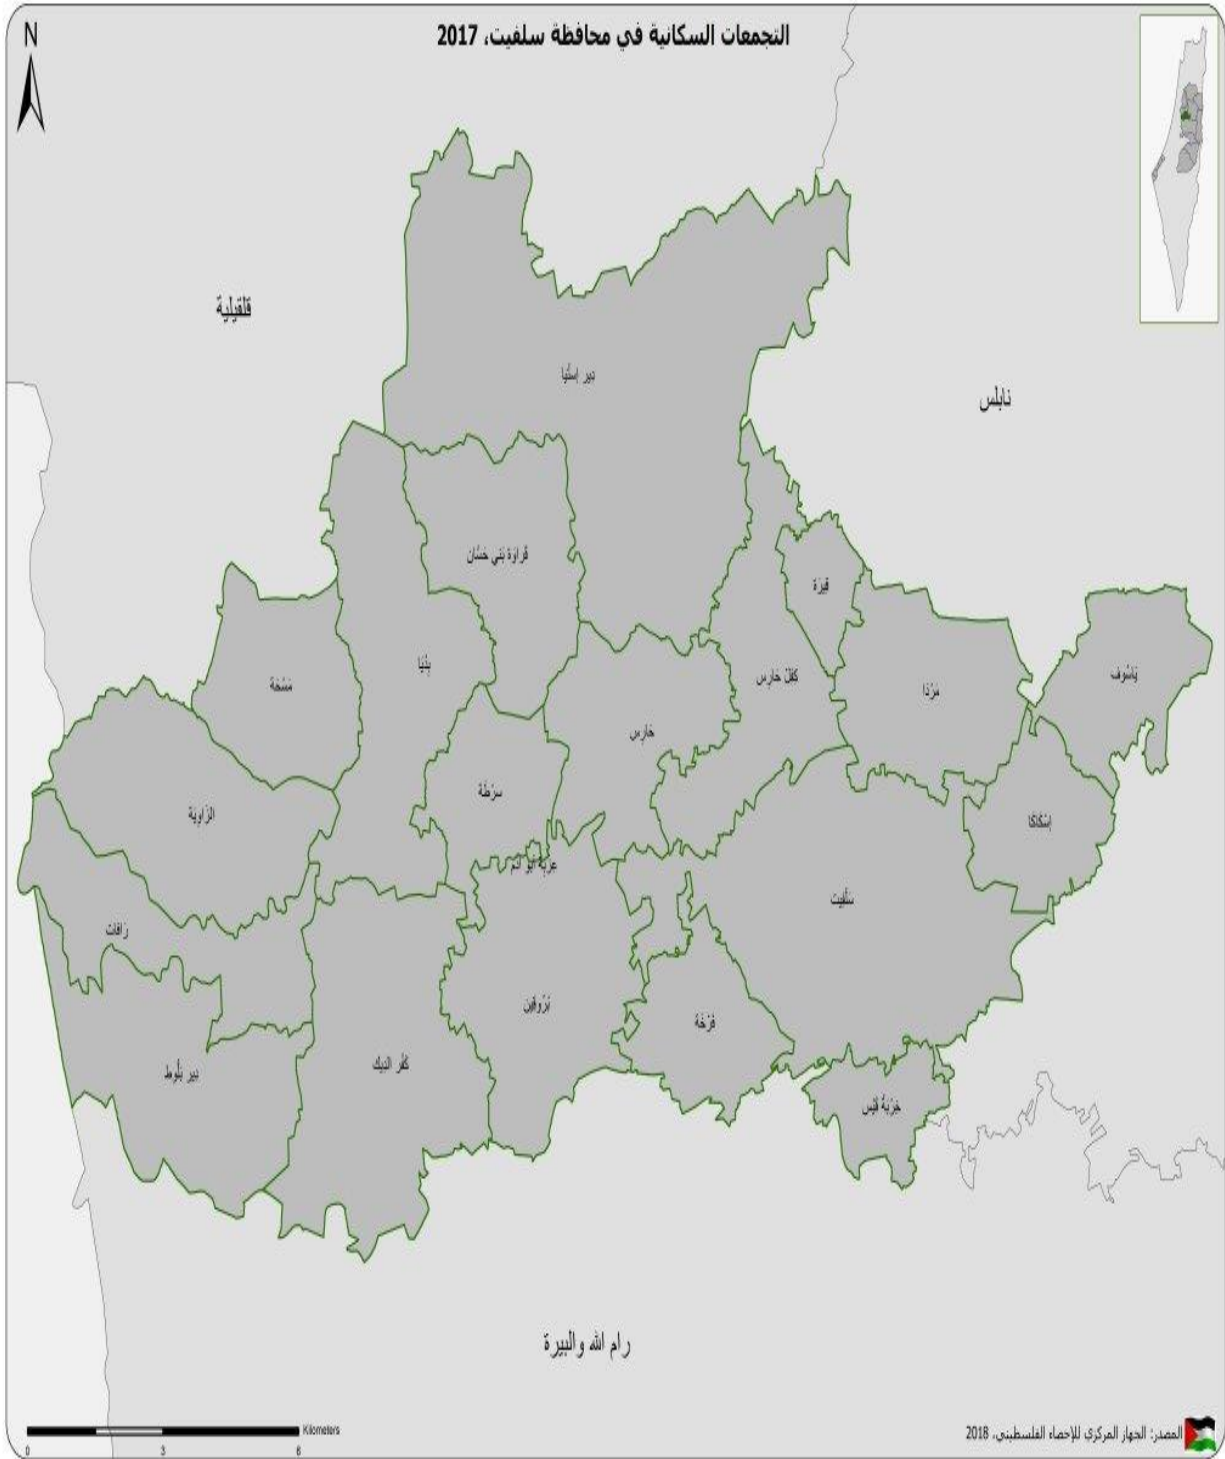 التجمعات السكانية في محافظة سلفيت، 2017
N
قلقيلية
دير إستيا
نابلس
قراوة بني حسان
قيرة
ياسوف
بديا
كفل حارس
مسحة
مردا
حارس
سرطة
الزاوية
إسكاكا
عزبة أبو آدم
سلفيت
رافات
بروقين
فرخة
كفر الديك
دير بلوط
خربة قيس
رام الله والبيرة
Kilometers
0 3 6
المصدر: الجهاز المركزي للإحصاء الفلسطيني، 2018